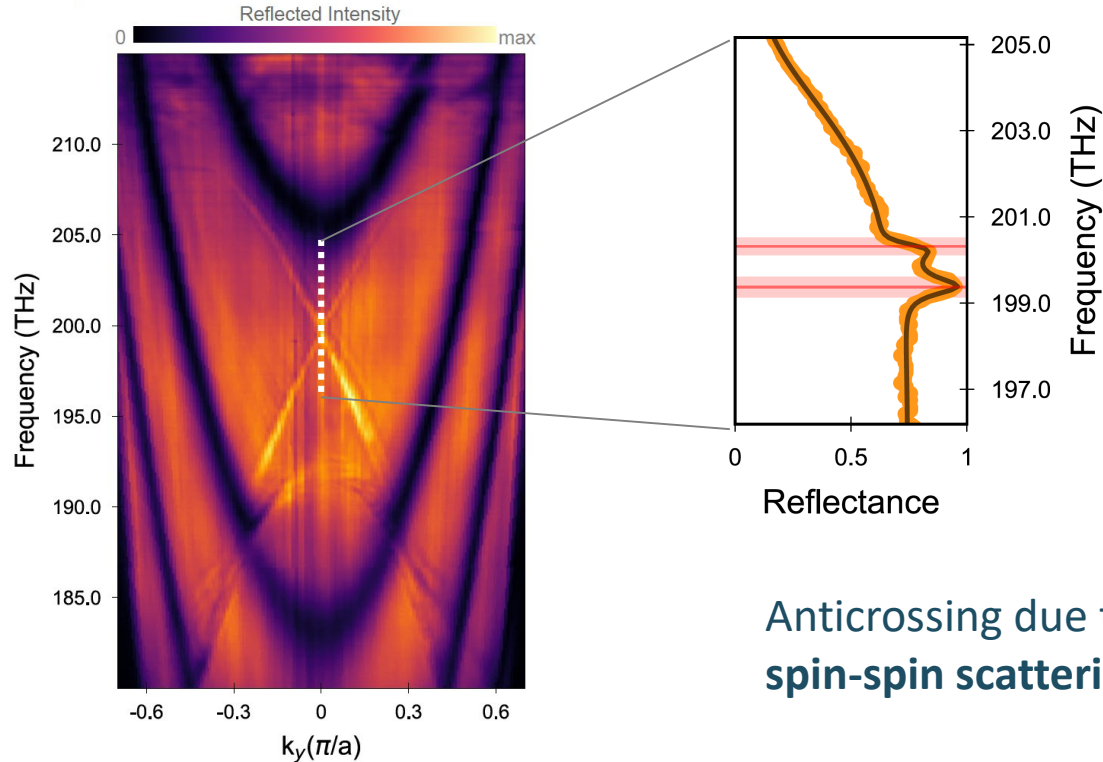 Reflected Intensity
0
max
210.0
205.0
200.0
195.0
190.0
185.0
Frequency (THz)
-0.6
-0.3
0
0.3
0.6
k_y(π/a)
205.0
203.0
201.0
199.0
197.0
Frequency (THz)
0
0.5
1
Reflectance
Anticrossing due
spin-spin